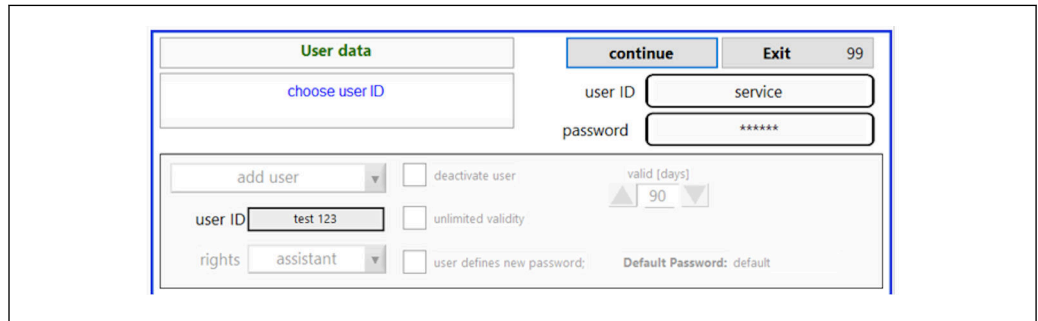 User data
continue
Exit 99
choose user ID
user ID service
password ******
add user
deactivate user
valid [days]
90
user ID test 123
unlimited validity
rights assistant
user defines new password;
Default Password: default